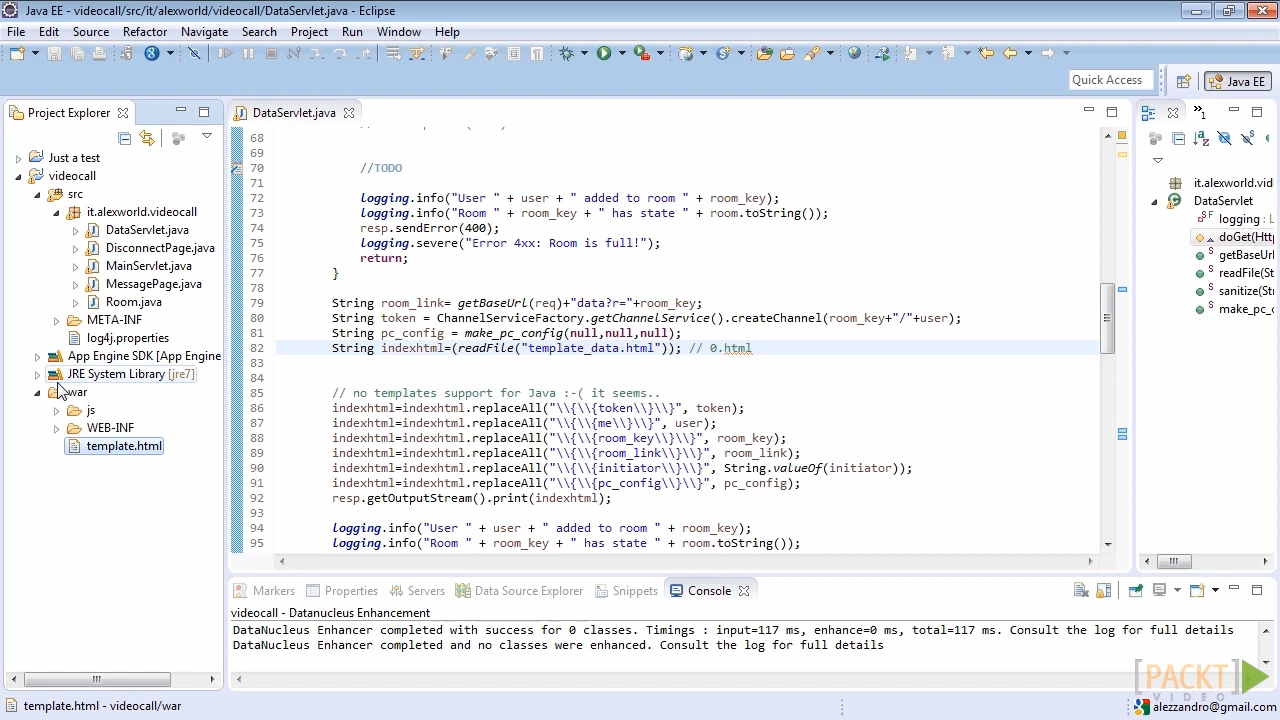 Java EE - videocall/src/it/alexworld/videocall/DataServlet.java - Eclipse
File Edit Source Refactor Navigate Search Project Run Window Help
Quick Access
Java EE
Project Explorer
Just a test
videocall
src
it.alexworld.videocall
DataServlet.java
DisconnectPage.java
MainServlet.java
MessagePage.java
Room.java
META-INF
log4j.properties
App Engine SDK [App Engine
JRE System Library [jre7]
war
js
WEB-INF
template.html
DataServlet.java
68
69
70 //TODO
71
72 logging.info("User " + user + " added to room " + room_key);
73 logging.info("Room " + room_key + " has state " + room.toString());
74 resp.sendError(400);
75 logging.severe("Error 4xx: Room is full!");
76 return;
77 }
78
79 String room_link= getBaseUrl(req)+"data?r="+room_key;
80 String token = ChannelServiceFactory.getChannelService().createChannel(room_key+"/"+user);
81 String pc_config = make_pc_config(null,null,null);
82 String indexhtml=(readFile("template_data.html")); // 0.html
83
84
85 // no templates support for Java :-( it seems..
86 indexhtml=indexhtml.replaceAll("\\{\\{token\\}\\}", token);
87 indexhtml=indexhtml.replaceAll("\\{\\{me\\}\\}", user);
88 indexhtml=indexhtml.replaceAll("\\{\\{room_key\\}\\}", room_key);
89 indexhtml=indexhtml.replaceAll("\\{\\{room_link\\}\\}", room_link);
90 indexhtml=indexhtml.replaceAll("\\{\\{initiator\\}\\}", String.valueOf(initiator));
91 indexhtml=indexhtml.replaceAll("\\{\\{pc_config\\}\\}", pc_config);
92 resp.getOutputStream().print(indexhtml);
93
94 logging.info("User " + user + " added to room " + room_key);
95 logging.info("Room " + room_key + " has state " + room.toString());
it.alexworld.vid
DataServlet
logging : L
doGet(Htt
getBaseUrl
readFile(St
sanitize(St
make_pc_c
Markers Properties Servers Data Source Explorer Snippets Console
videocall - Datanucleus Enhancement
DataNucleus Enhancer completed with success for 0 classes. Timings : input=117 ms, enhance=0 ms, total=117 ms. Consult the log for full details
DataNucleus Enhancer completed and no classes were enhanced. Consult the log for full details
[PACKT]
VIDEO
template.html - videocall/war
alezzandro@gmail.com